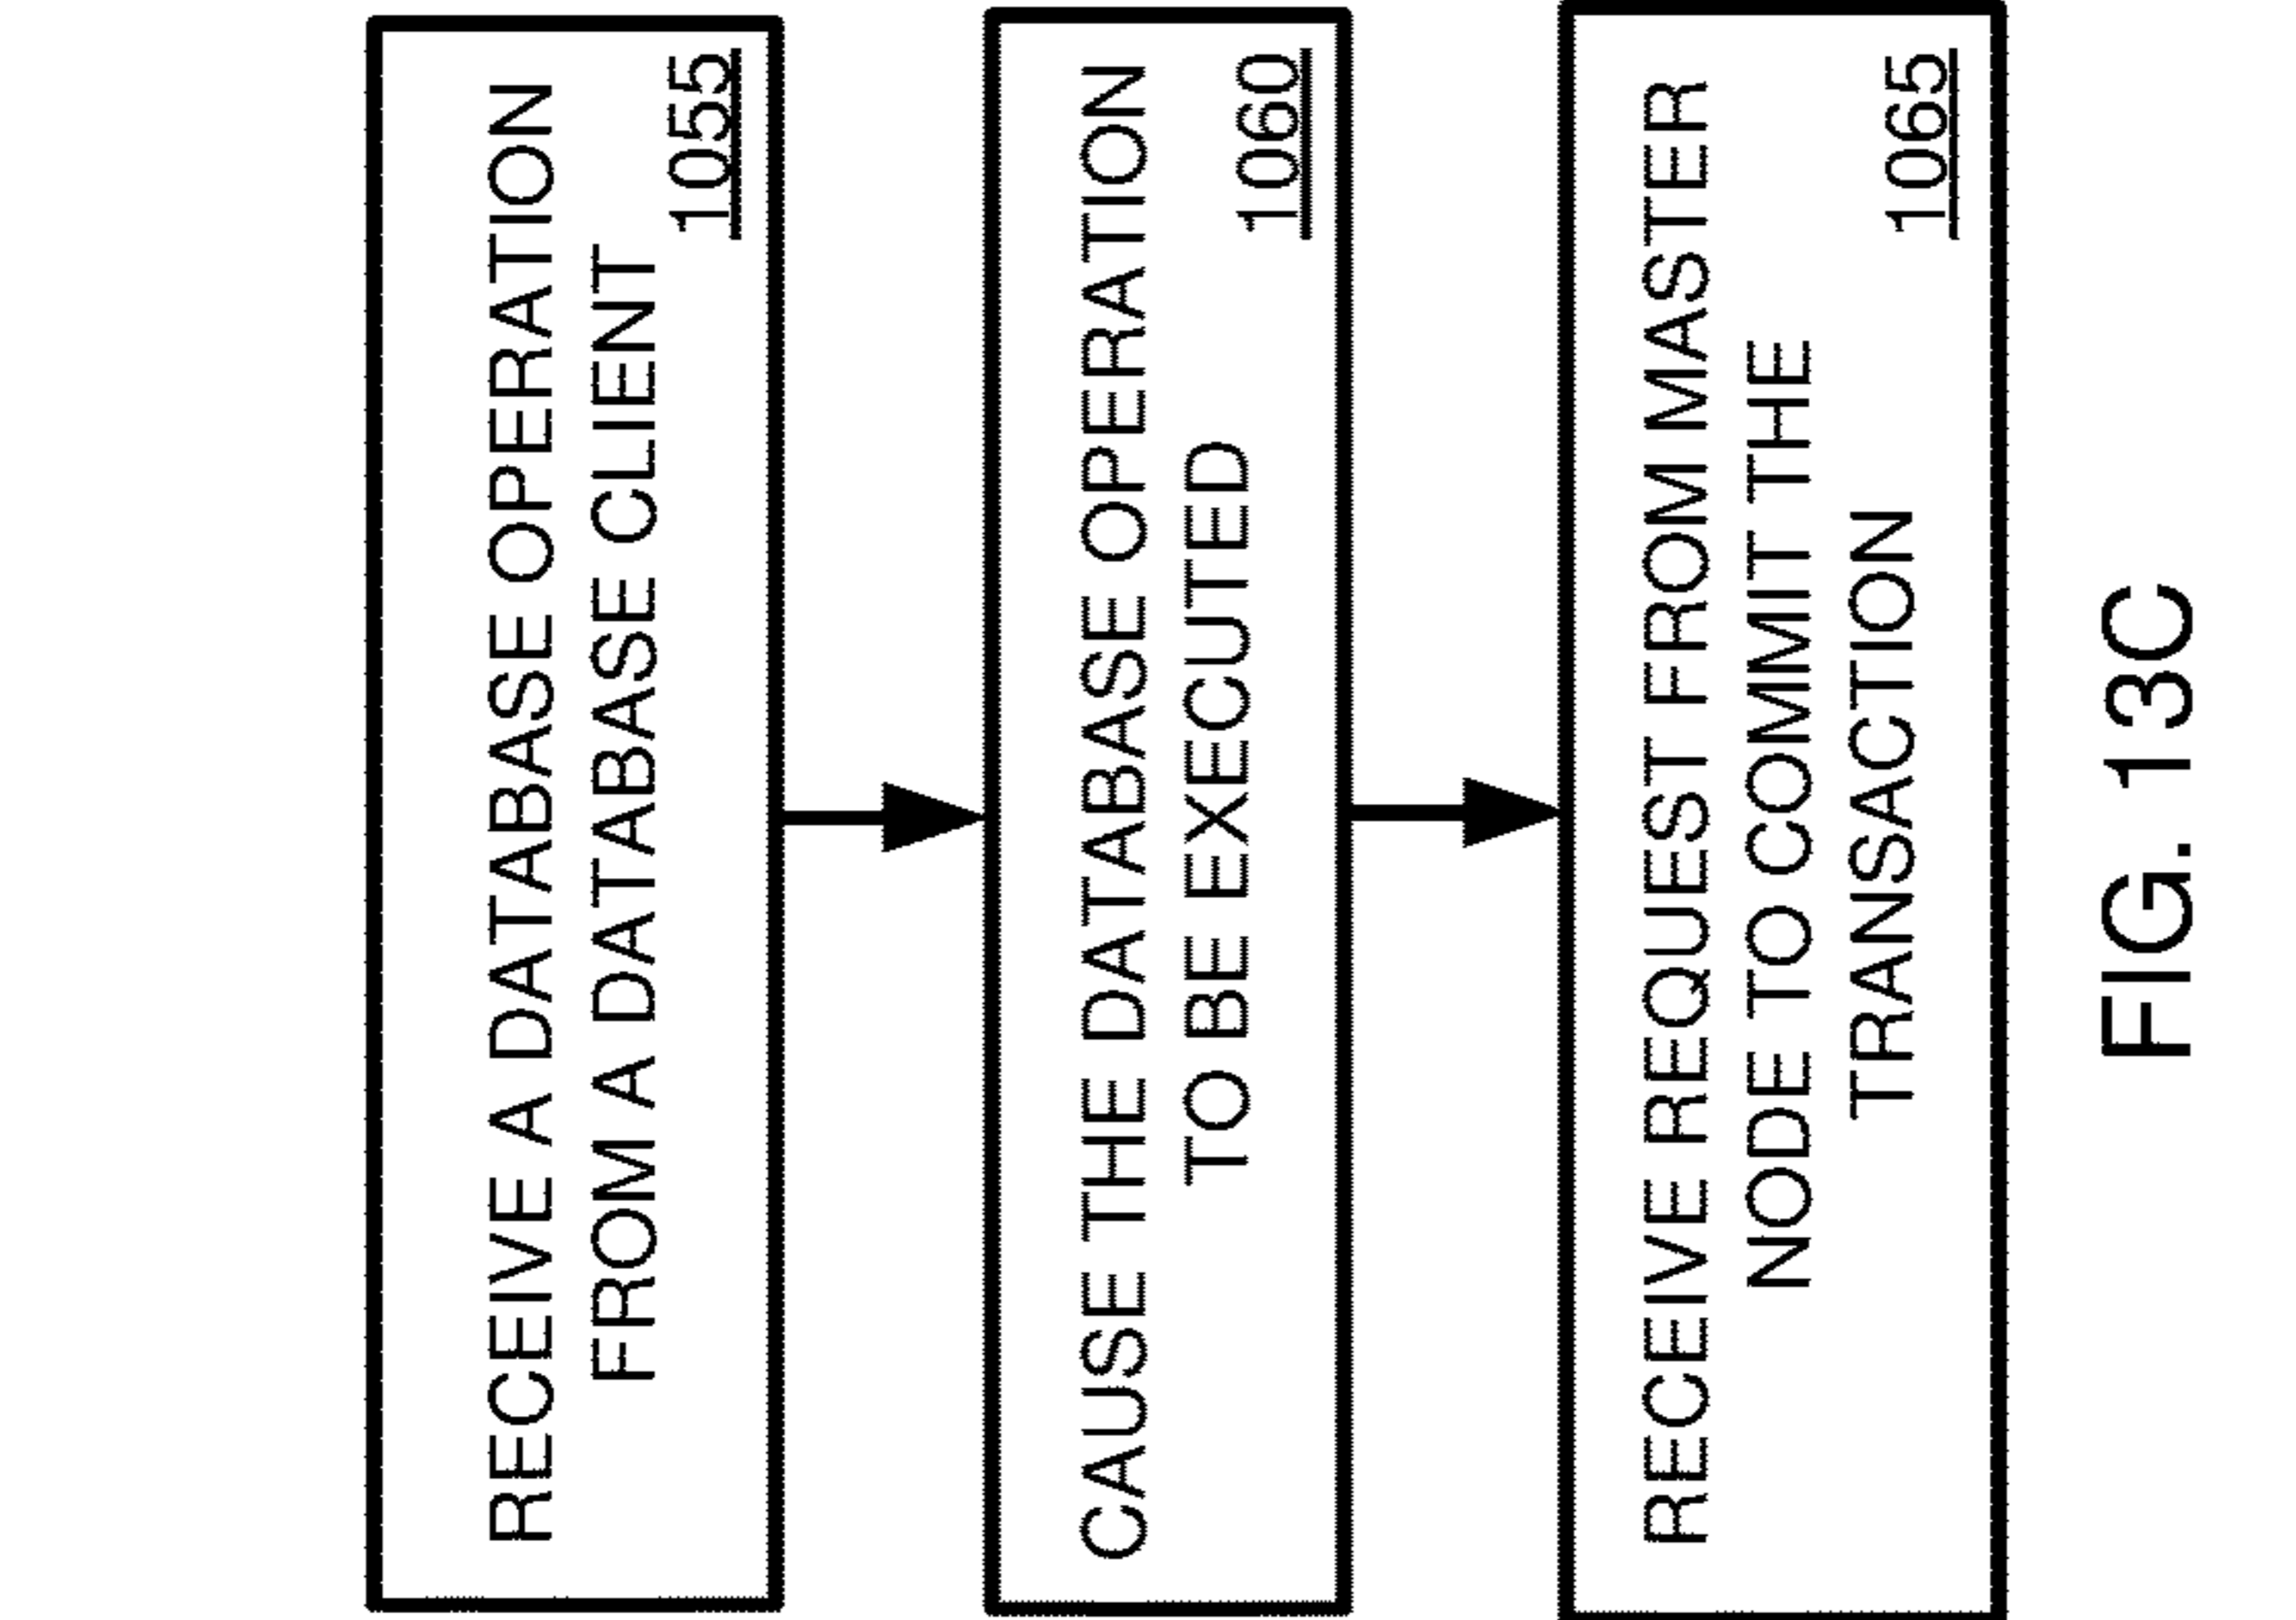 RECEIVE A DATABASE OPERATION
FROM A DATABASE CLIENT
1055
CAUSE THE DATABASE OPERATION
TO BE EXECUTED
1060
RECEIVE REQUEST FROM MASTER
NODE TO COMMIT THE
TRANSACTION
1065
FIG. 13C